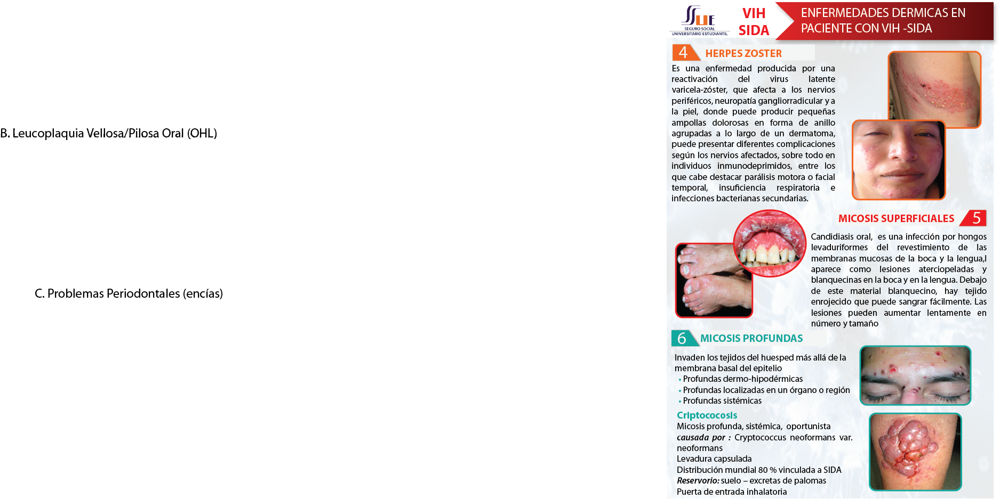 B. Leucoplaquia Vellosa/Pilosa Oral (OHL)
C. Problemas Periodontales (encías)
SSUE
SEGURO SOCIAL
UNIVERSITARIO ESTUDIANTIL
VIH
SIDA
ENFERMEDADES DERMICAS EN
PACIENTE CON VIH -SIDA
4 HERPES ZOSTER
Es una enfermedad producida por una
reactivación del virus latente
varicela-zóster, que afecta a los nervios
periféricos, neuropatía gangliorradicular y a
la piel, donde puede producir pequeñas
ampollas dolorosas en forma de anillo
agrupadas a lo largo de un dermatoma,
puede presentar diferentes complicaciones
según los nervios afectados, sobre todo en
individuos inmunodeprimidos, entre los
que cabe destacar parálisis motora o facial
temporal, insuficiencia respiratoria e
infecciones bacterianas secundarias.
MICOSIS SUPERFICIALES 5
Candidiasis oral, es una infección por hongos
levaduriformes del revestimiento de las
membranas mucosas de la boca y la lengua,l
aparece como lesiones aterciopeladas y
blanquecinas en la boca y en la lengua. Debajo
de este material blanquecino, hay tejido
enrojecido que puede sangrar fácilmente. Las
lesiones pueden aumentar lentamente en
número y tamaño
6 MICOSIS PROFUNDAS
Invaden los tejidos del huesped más allá de la
membrana basal del epitelio
• Profundas dermo-hipodérmicas
• Profundas localizadas en un órgano o región
• Profundas sistémicas
Criptococosis
Micosis profunda, sistémica, oportunista
causada por : Cryptococcus neoformans var.
neoformans
Levadura capsulada
Distribución mundial 80 % vinculada a SIDA
Reservorio: suelo – excretas de palomas
Puerta de entrada inhalatoria